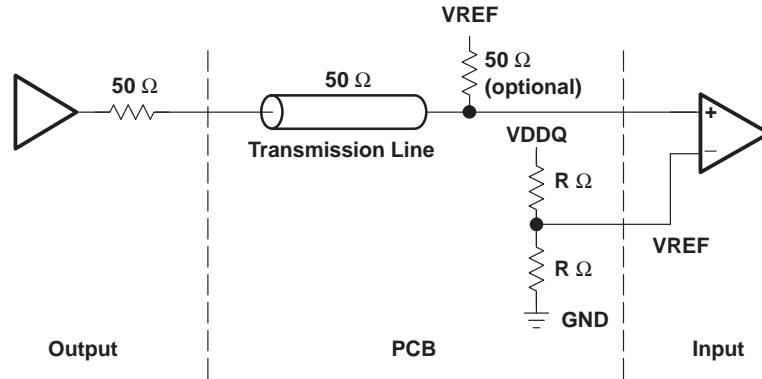 VREF
50 Ω
50 Ω
50 Ω
(optional)
+
Transmission Line
VDDQ
–
R Ω
VREF
R Ω
GND
Output
PCB
Input